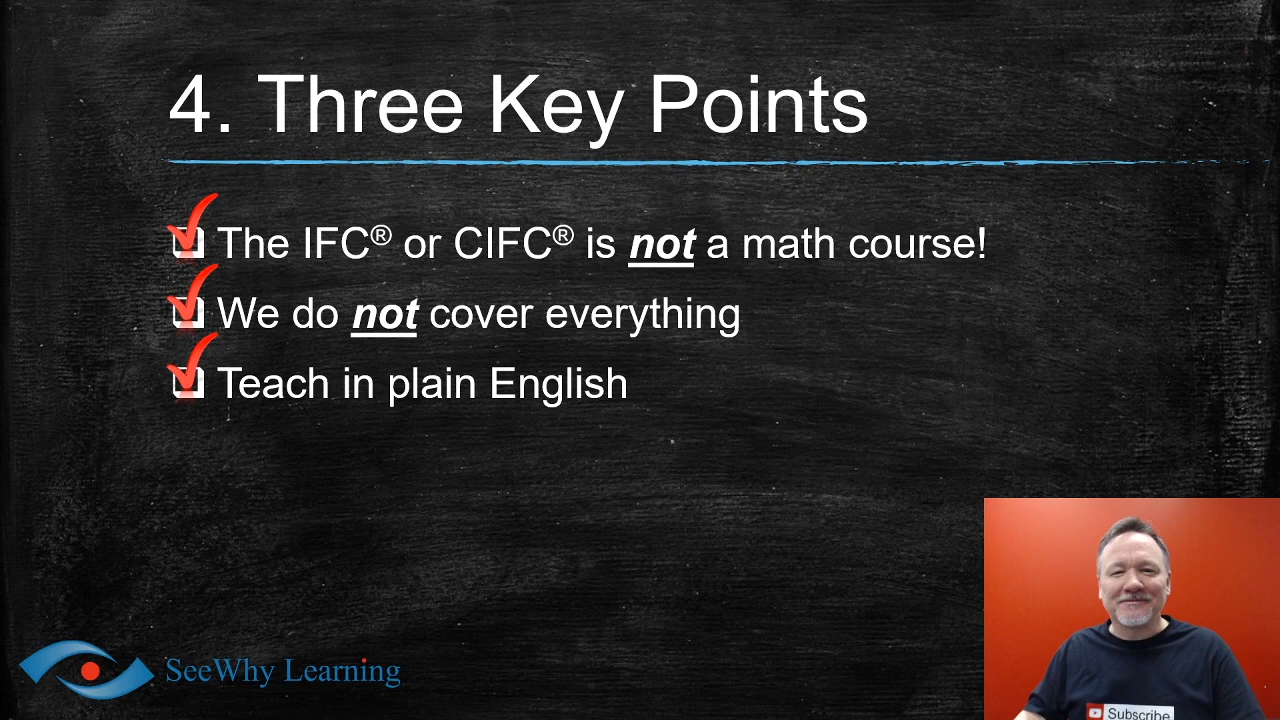 4. Three Key Points
The IFC® or CIFC® is not a math course!
We do not cover everything
Teach in plain English
SeeWhy Learning
Subscribe